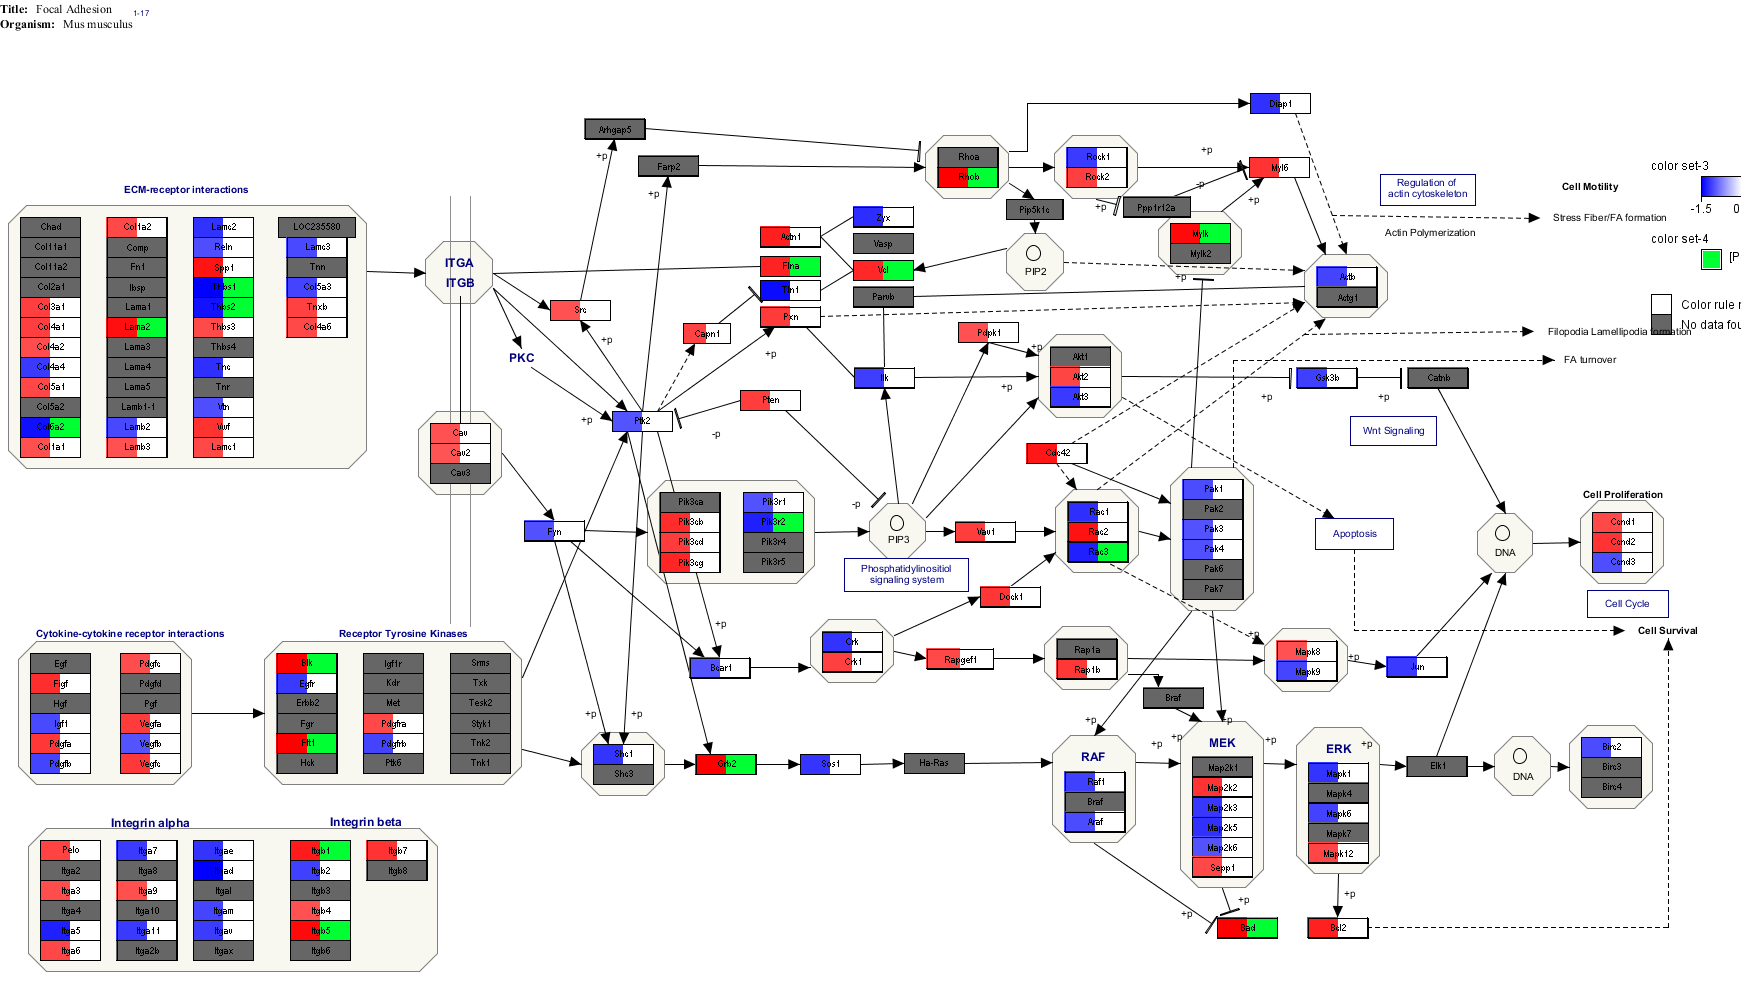 Title: Focal Adhesion 1-17
Organism: Mus musculus
ECM-receptor interactions
Chad
Col11a1
Col11a2
Col2a1
Col3a1
Col4a1
Col4a2
Col4a4
Col5a1
Col5a2
Col6a2
Col1a1
Col1a2
Comp
Fn1
Ibsp
Lama1
Lama2
Lama3
Lama4
Lama5
Lamb1-1
Lamb2
Lamb3
Lamc2
Reln
Spp1
Thbs1
Thbs2
Thbs3
Thbs4
Tnc
Tnr
Vtn
Vwf
Lamc1
LOC235580
Lamc3
Tnn
Col5a3
Tnxb
Col4a6
ITGA
ITGB
PKC
Cav
Cav2
Cav3
Arhgap5
+p
Farp2
+p
Src
+p
Capn1
+p
Ptk2
+p
Pten
-p
-p
Fyn
Actn1
Flna
Tln1
Pxn
Zyx
Vasp
Vcl
Parvb
Ilk
Rhoa
Rhob
Pip5k1c
PIP2
Rock1
Rock2
+p
+p
-p
Ppp1r12a
+p
Mylk
Mylk2
+p
Diap1
Myl6
Actb
Actg1
Regulation of
actin cytoskeleton
Cell Motility
Stress Fiber/FA formation
Actin Polymerization
Filopodia Lamellipodia formation
FA turnover
color set-3
-1.5 0
color set-4
[P
Color rule
No data fou
Pdpk1
+p
+p
Akt1
Akt2
Akt3
Gsk3b
+p
+p
Catnb
Wnt Signaling
Pik3ca
Pik3cb
Pik3cd
Pik3cg
Pik3r1
Pik3r2
Pik3r4
Pik3r5
PIP3
Phosphatidylinositiol
signaling system
Vav1
Cdc42
Rac1
Rac2
Rac3
Dock1
Pak1
Pak2
Pak3
Pak4
Pak6
Pak7
Apoptosis
DNA
Cell Proliferation
Ccnd1
Ccnd2
Ccnd3
Cell Cycle
Cell Survival
Cytokine-cytokine receptor interactions
Egf
Figf
Hgf
Igf1
Pdgfa
Pdgfb
Pdgfc
Pdgfd
Pgf
Vegfa
Vegfb
Vegfc
Receptor Tyrosine Kinases
Blk
Egfr
Erbb2
Fgr
Flt1
Hck
Igf1r
Kdr
Met
Pdgfra
Pdgfrb
Ptk6
Srms
Txk
Tesk2
Styk1
Tnk2
Tnk1
+p
Bcar1
Crk
Crk1
Rapgef1
Rap1a
Rap1b
Braf
+p
Mapk8
Mapk9
+p
Jun
+p
+p
Shc1
Shc3
Grb2
Sos1
Ha-Ras
+p
RAF
Raf1
Braf
Araf
+p
+p
+p
MEK
Map2k1
Map2k2
Map2k3
Map2k5
Map2k6
Sepp1
+p
ERK
+p
Mapk1
Mapk4
Mapk6
Mapk7
Mapk12
Elk1
DNA
Birc2
Birc3
Birc4
+p
+p
Bad
+p
Bcl2
Integrin alpha
Pelo
Itga2
Itga3
Itga4
Itga5
Itga6
Itga7
Itga8
Itga9
Itga10
Itga11
Itga2b
Itgae
Itgal
Itgam
Itgav
Itgax
Integrin beta
Itgb1
Itgb2
Itgb3
Itgb4
Itgb5
Itgb6
Itgb7
Itgb8